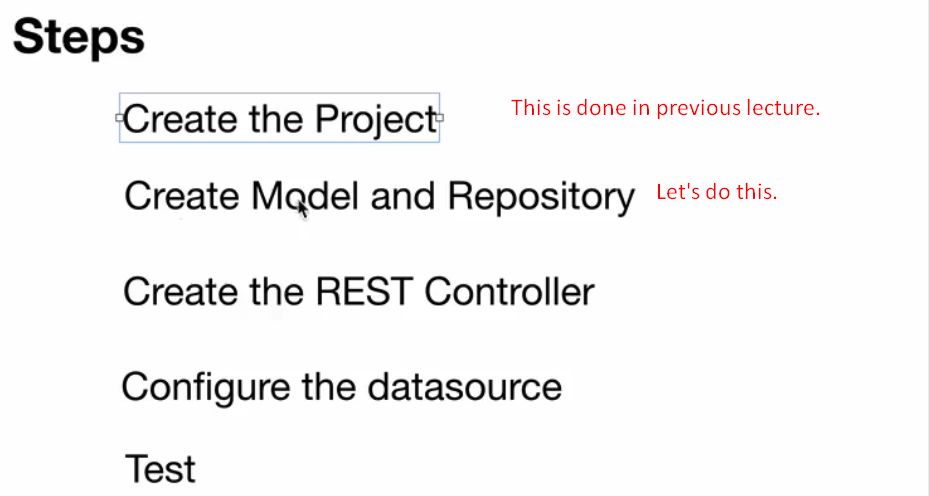 Steps
Create the Project This is done in previous lecture.
Create Model and Repository Let's do this.
Create the REST Controller
Configure the datasource
Test